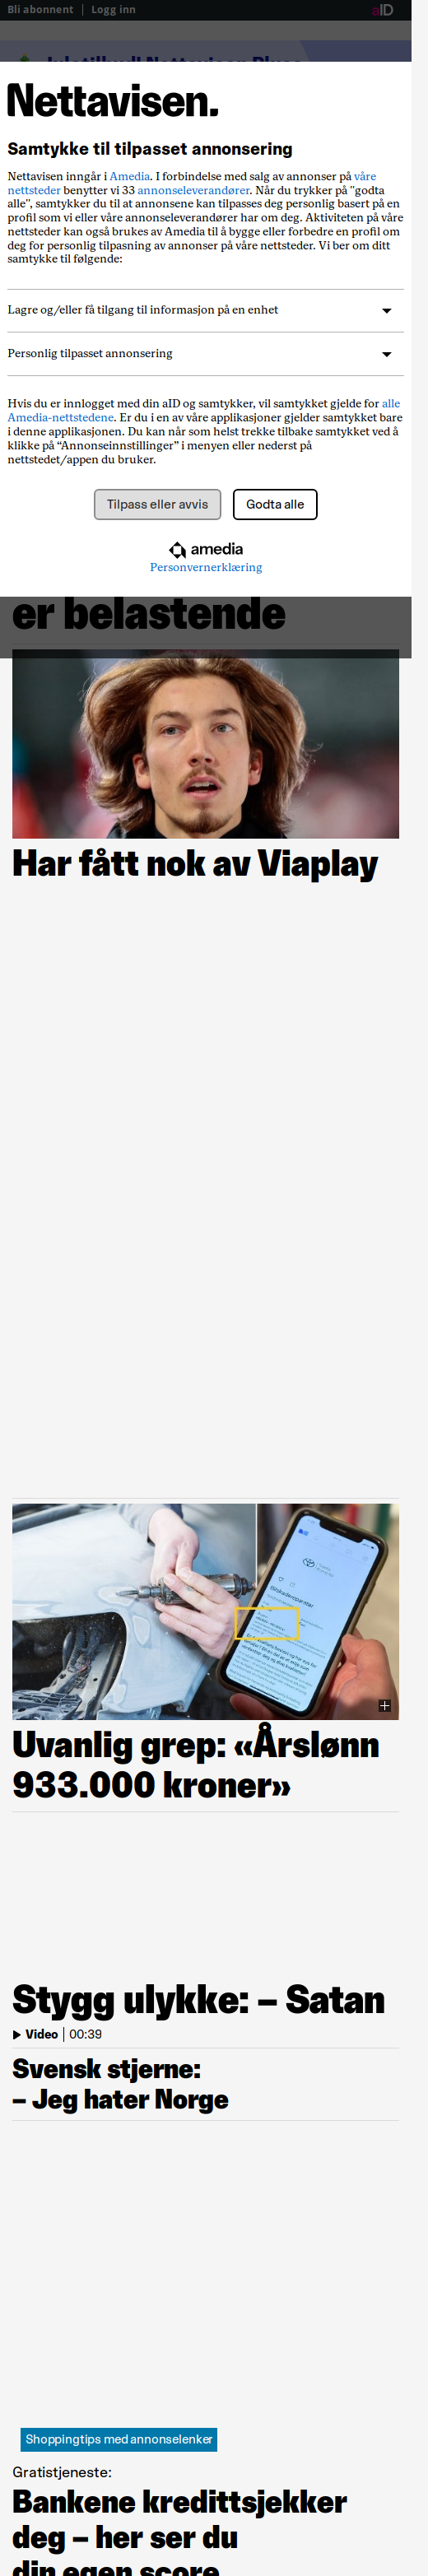 Bli abonnent | Logg inn
aID
Nettavisen.
Samtykke til tilpasset annonsering
Nettavisen inngår i Amedia. I forbindelse med salg av annonser på våre
nettsteder benytter vi 33 annonseleverandører. Når du trykker på "godta
alle", samtykker du til at annonsene kan tilpasses deg personlig basert på en
profil som vi eller våre annonseleverandører har om deg. Aktiviteten på våre
nettsteder kan også brukes av Amedia til å bygge eller forbedre en profil om
deg for personlig tilpasning av annonser på våre nettsteder. Vi ber om ditt
samtykke til følgende:
Lagre og/eller få tilgang til informasjon på en enhet
Personlig tilpasset annonsering
Hvis du er innlogget med din aID og samtykker, vil samtykket gjelde for alle
Amedia-nettstedene. Er du i en av våre applikasjoner gjelder samtykket bare
i denne applikasjonen. Du kan når som helst trekke tilbake samtykket ved å
klikke på “Annonseinnstillinger” i menyen eller nederst på
nettstedet/appen du bruker.
Tilpass eller avvis
Godta alle
amedia
Personvernerklæring
er belastende
Har fått nok av Viaplay
Uvanlig grep: «Årslønn
933.000 kroner»
Stygg ulykke: – Satan
Video | 00:39
Svensk stjerne:
– Jeg hater Norge
Shoppingtips med annonselenker
Gratistjeneste:
Bankene kredittsjekker
deg – her ser du
din egen score